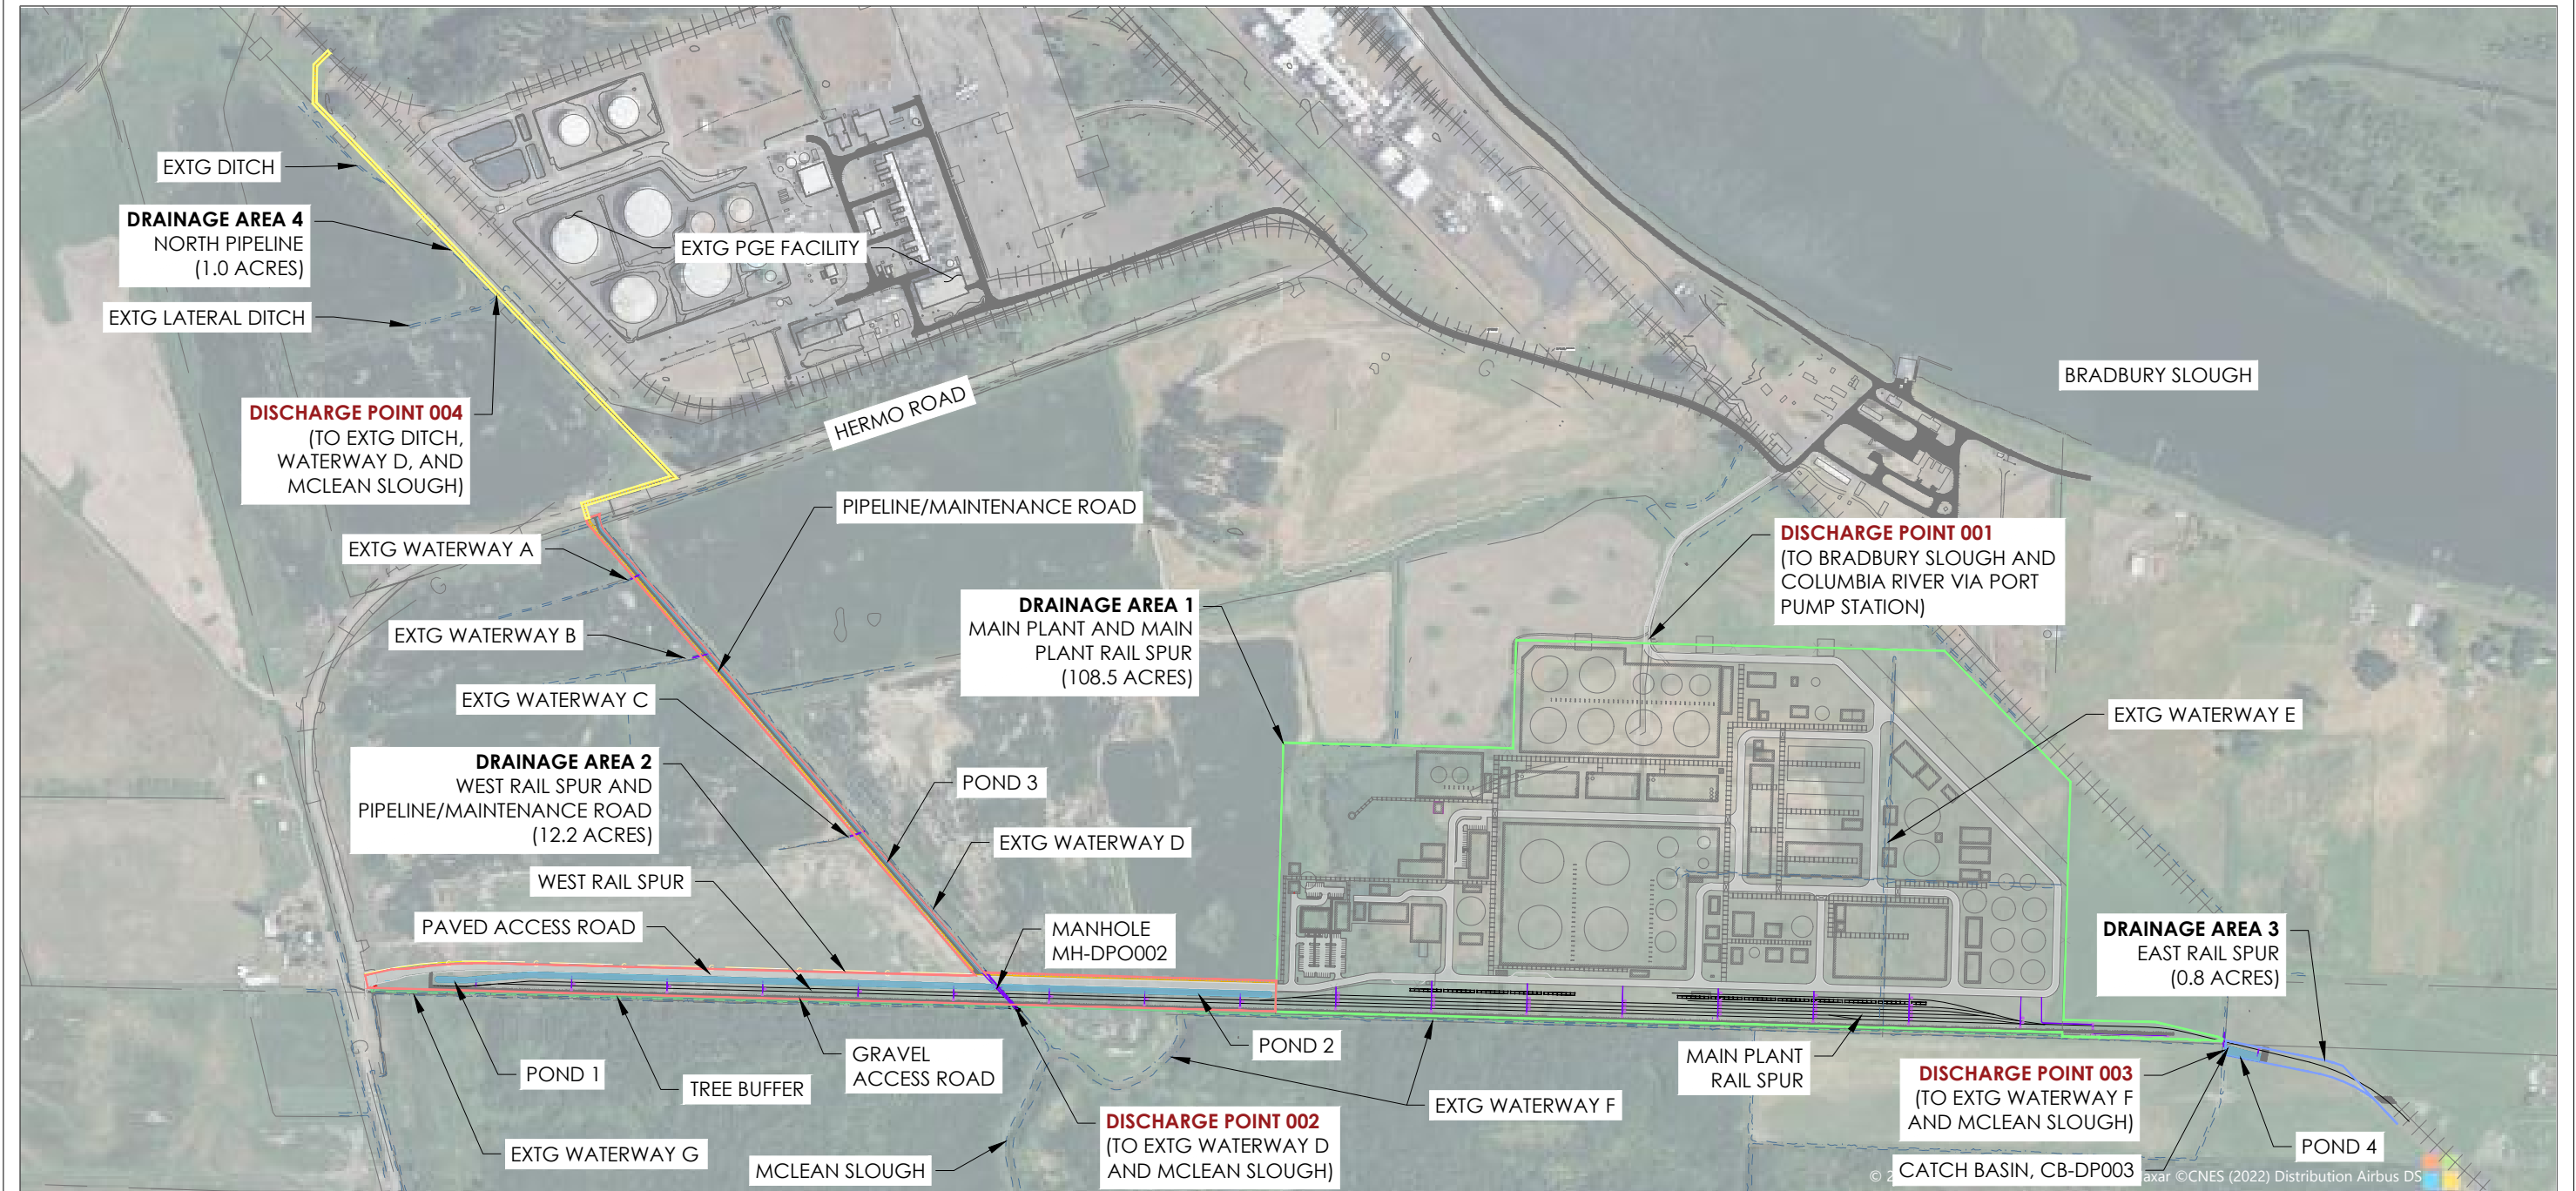 EXTG DITCH
DRAINAGE AREA 4
NORTH PIPELINE
(1.0 ACRES)
EXTG PGE FACILITY
EXTG LATERAL DITCH
BRADBURY SLOUGH
HERMO ROAD
DISCHARGE POINT 004
(TO EXTG DITCH,
WATERWAY D, AND
MCLEAN SLOUGH)
PIPELINE/MAINTENANCE ROAD
DISCHARGE POINT 001
(TO BRADBURY SLOUGH AND
COLUMBIA RIVER VIA PORT
PUMP STATION)
EXTG WATERWAY A
DRAINAGE AREA 1
MAIN PLANT AND MAIN
PLANT RAIL SPUR
(108.5 ACRES)
EXTG WATERWAY B
EXTG WATERWAY C
EXTG WATERWAY E
DRAINAGE AREA 2
WEST RAIL SPUR AND
PIPELINE/MAINTENANCE ROAD
(12.2 ACRES)
POND 3
EXTG WATERWAY D
WEST RAIL SPUR
PAVED ACCESS ROAD
MANHOLE
MH-DPO002
DRAINAGE AREA 3
EAST RAIL SPUR
(0.8 ACRES)
POND 1
TREE BUFFER
GRAVEL
ACCESS ROAD
POND 2
MAIN PLANT
RAIL SPUR
EXTG WATERWAY F
DISCHARGE POINT 003
(TO EXTG WATERWAY F
AND MCLEAN SLOUGH)
EXTG WATERWAY G
MCLEAN SLOUGH
DISCHARGE POINT 002
(TO EXTG WATERWAY D
AND MCLEAN SLOUGH)
POND 4
CATCH BASIN, CB-DP003
©CNES (2022) Distribution Airbus DS
G
G
G
G